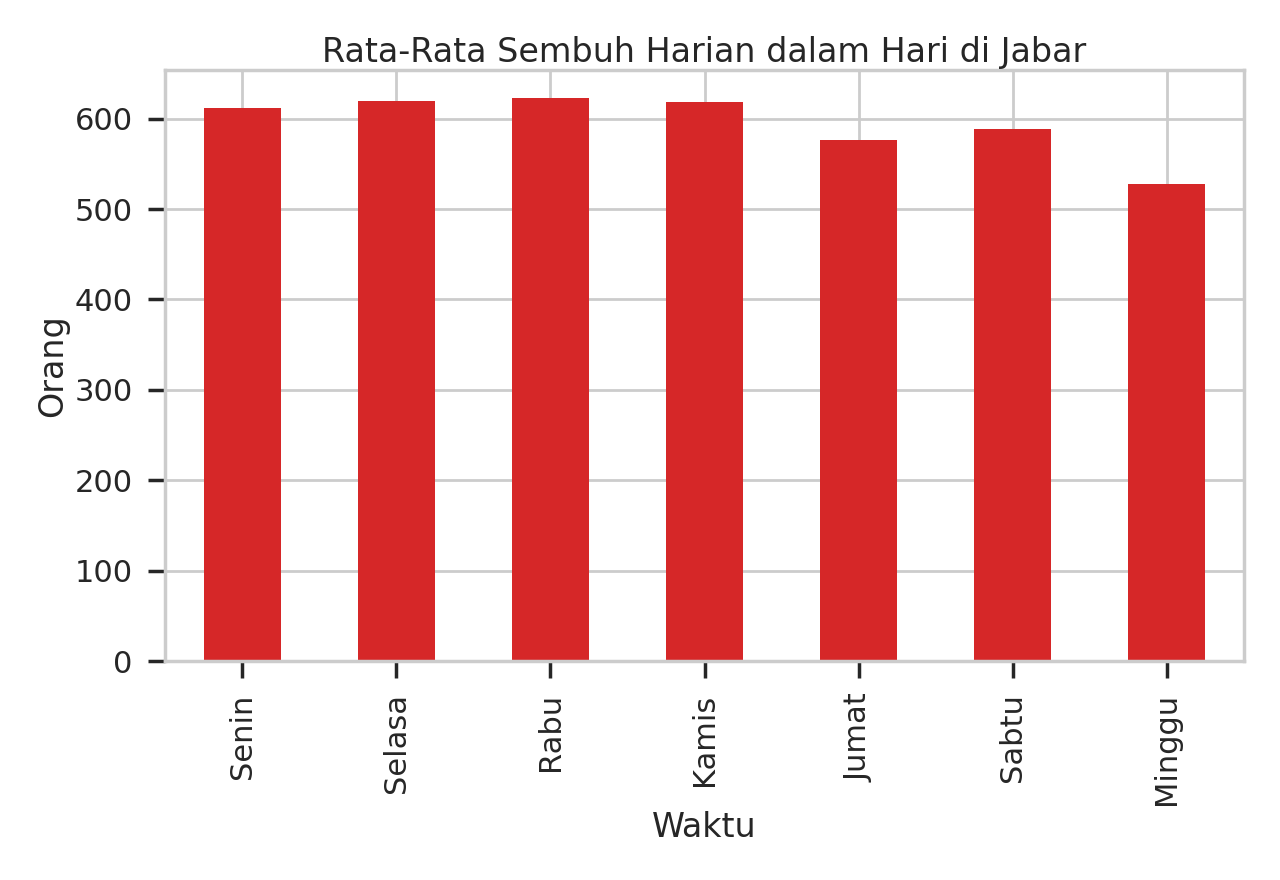 Rata-Rata Sembuh Harian dalam Hari di Jabar
600
500
400
300
200
100
0
Orang
Senin
Selasa
Rabu
Kamis
Jumat
Sabtu
Minggu
Waktu